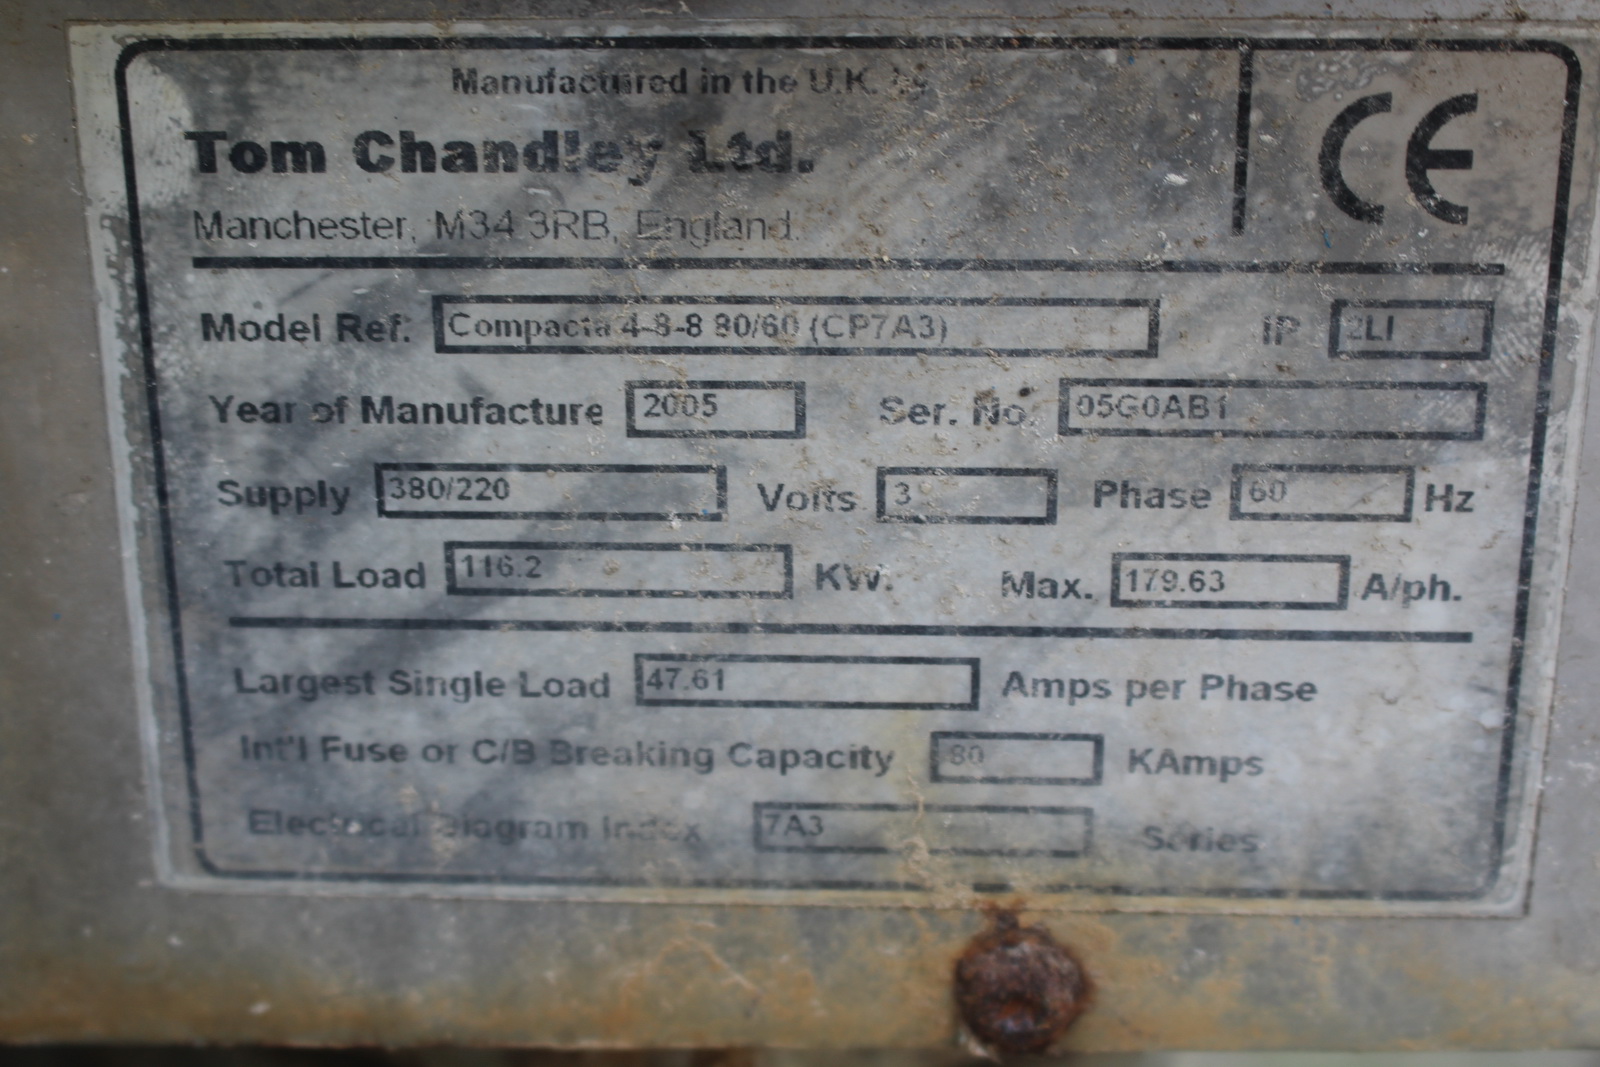 Manufactured in the U.K. by
CE
Tom Chandley Ltd.
Manchester, M34 3RB, England.
Model Ref: Compacta 4-8-8 80/60 (CP7A3) IP 2LI
Year of Manufacture 2005 Ser. No. 05G0AB1
Supply 380/220 Volts 3 Phase 60 Hz
Total Load 116.2 KW. Max. 179.63 A/ph.
Largest Single Load 47.61 Amps per Phase
Int'l Fuse or C/B Breaking Capacity 80 KAmps
Electrical Diagram Index 7A3 Series